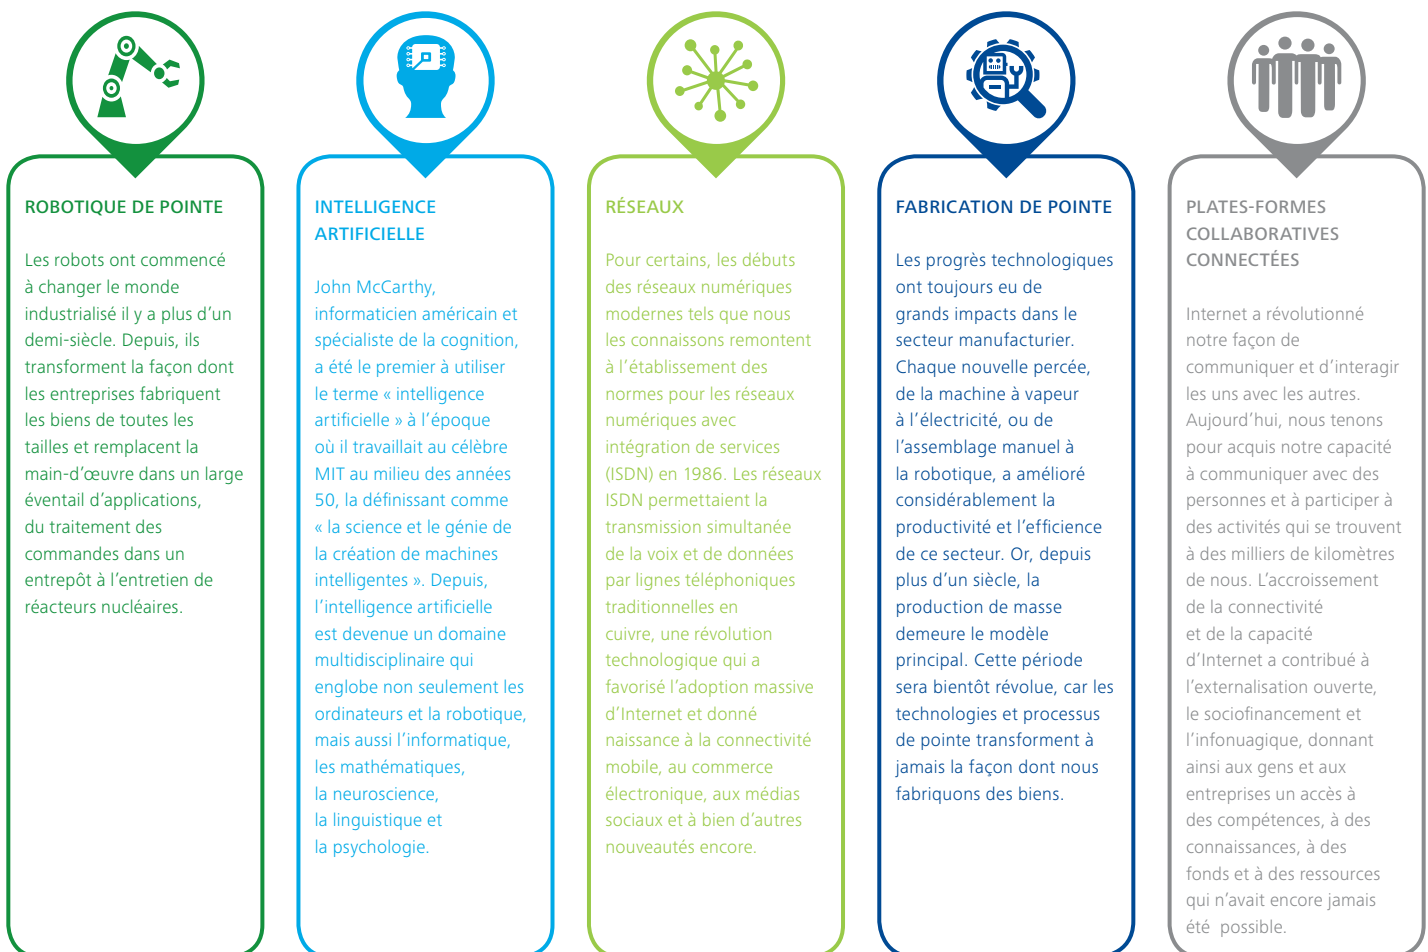 ROBOTIQUE DE POINTE
Les robots ont commencé
à changer le monde
industrialisé il y a plus d’un
demi-siècle. Depuis, ils
transforment la façon dont
les entreprises fabriquent
les biens de toutes les
tailles et remplacent la
main-d’œuvre dans un large
éventail d’applications,
du traitement des
commandes dans un
entrepôt à l’entretien de
réacteurs nucléaires.
INTELLIGENCE
ARTIFICIELLE
John McCarthy,
informaticien américain et
spécialiste de la cognition,
a été le premier à utiliser
le terme « intelligence
artificielle » à l’époque
où il travaillait au célèbre
MIT au milieu des années
50, la définissant comme
« la science et le génie de
la création de machines
intelligentes ». Depuis,
l’intelligence artificielle
est devenue un domaine
multidisciplinaire qui
englobe non seulement les
ordinateurs et la robotique,
mais aussi l’informatique,
les mathématiques,
la neuroscience,
la linguistique et
la psychologie.
RÉSEAUX
Pour certains, les débuts
des réseaux numériques
modernes tels que nous
les connaissons remontent
à l’établissement des
normes pour les réseaux
numériques avec
intégration de services
(ISDN) en 1986. Les réseaux
ISDN permettaient la
transmission simultanée
de la voix et de données
par lignes téléphoniques
traditionnelles en
cuivre, une révolution
technologique qui a
favorisé l’adoption massive
d’Internet et donné
naissance à la connectivité
mobile, au commerce
électronique, aux médias
sociaux et à bien d’autres
nouveautés encore.
FABRICATION DE POINTE
Les progrès technologiques
ont toujours eu de
grands impacts dans le
secteur manufacturier.
Chaque nouvelle percée,
de la machine à vapeur
à l’électricité, ou de
l’assemblage manuel à
la robotique, a amélioré
considérablement la
productivité et l’efficience
de ce secteur. Or, depuis
plus d’un siècle, la
production de masse
demeure le modèle
principal. Cette période
sera bientôt révolue, car les
technologies et processus
de pointe transforment à
jamais la façon dont nous
fabriquons des biens.
PLATES-FORMES
COLLABORATIVES
CONNECTÉES
Internet a révolutionné
notre façon de
communiquer et d’interagir
les uns avec les autres.
Aujourd’hui, nous tenons
pour acquis notre capacité
à communiquer avec des
personnes et à participer à
des activités qui se trouvent
à des milliers de kilomètres
de nous. L’accroissement
de la connectivité
et de la capacité
d’Internet a contribué à
l’externalisation ouverte,
le sociofinancement et
l’infonuagique, donnant
ainsi aux gens et aux
entreprises un accès à
des compétences, à des
connaissances, à des
fonds et à des ressources
qui n’avait encore jamais
été possible.